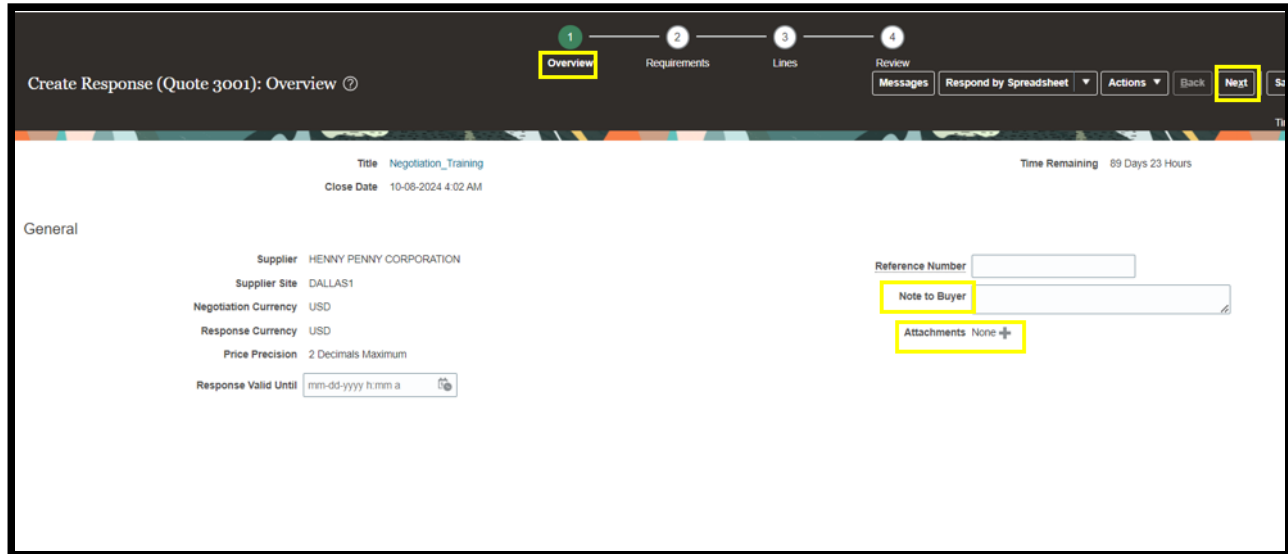 1 2 3 4
Overview Requirements Lines Review
Create Response (Quote 3001): Overview ?
Messages Respond by Spreadsheet Actions Back Next
Title Negotiation_Training
Time Remaining 89 Days 23 Hours
Close Date 10-08-2024 4:02 AM
General
Supplier HENNY PENNY CORPORATION
Reference Number
Supplier Site DALLAS1
Note to Buyer
Negotiation Currency USD
Response Currency USD
Attachments None
Price Precision 2 Decimals Maximum
Response Valid Until mm-dd-yyyy h:mm a